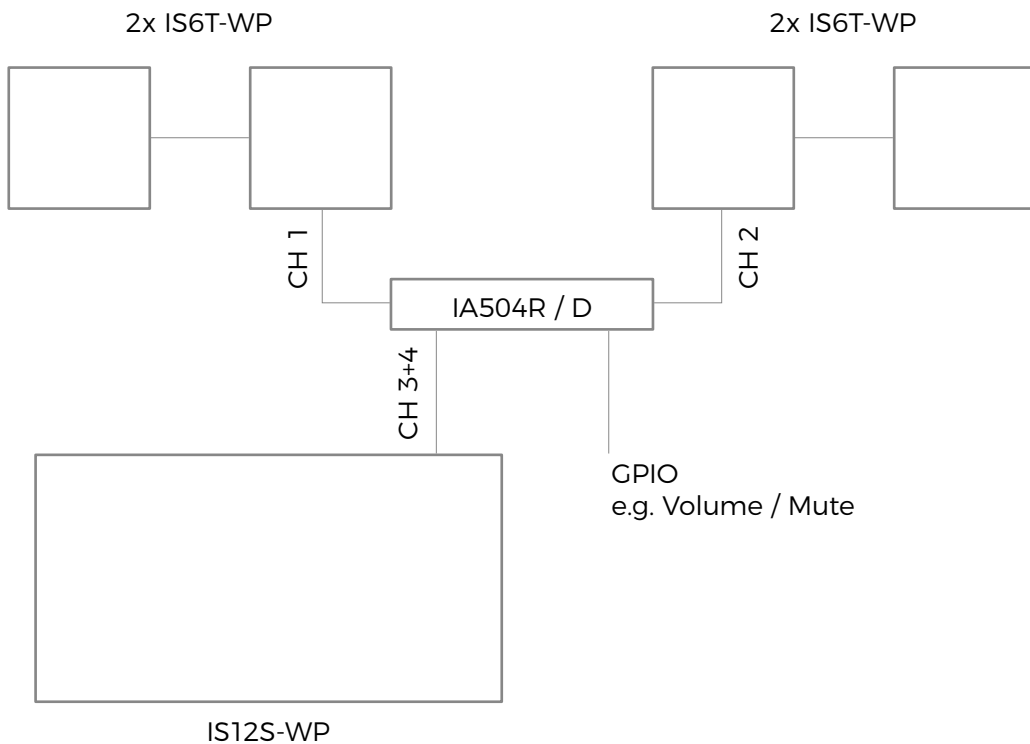 2x IS6T-WP
2x IS6T-WP
CH 1
CH 2
IA504R / D
CH 3+4
GPIO
e.g. Volume / Mute
IS12S-WP